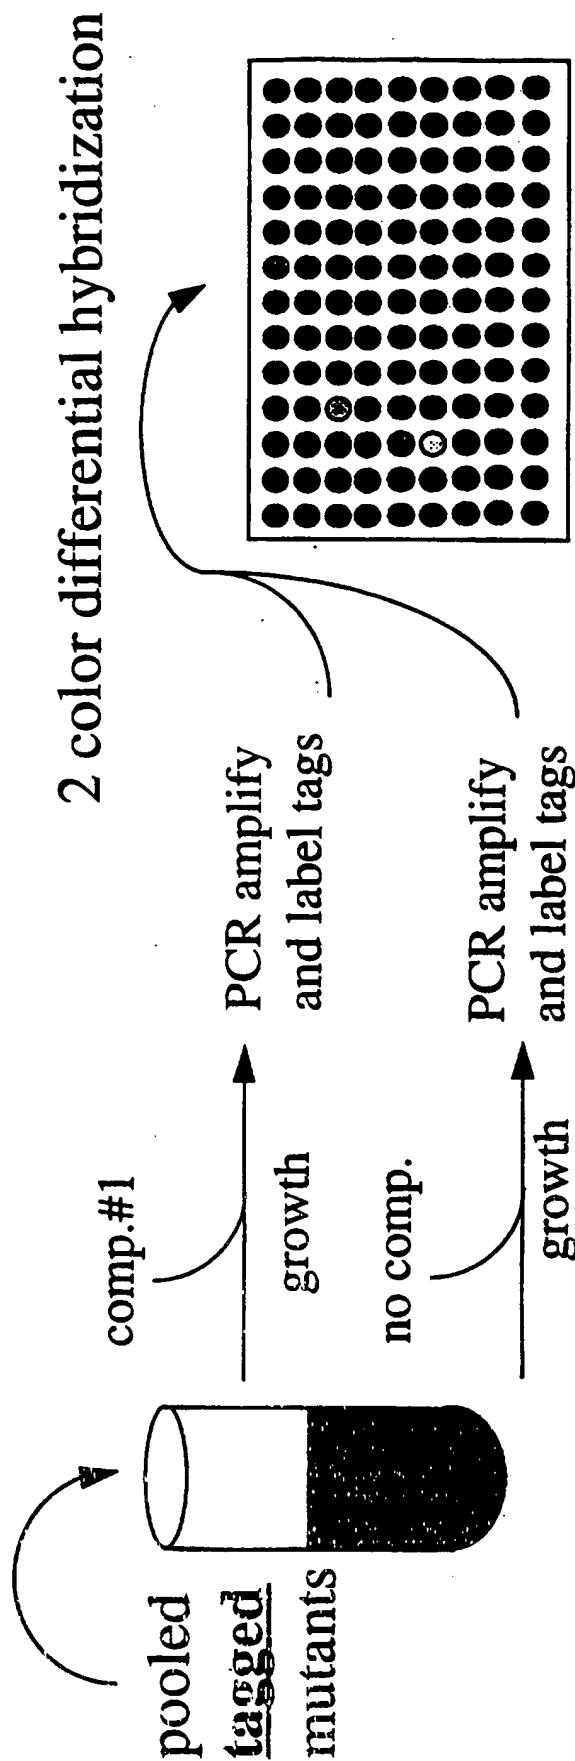 pooled
tagged
mutants
comp.#1
growth
no comp.
growth
PCR amplify
and label tags
PCR amplify
and label tags
2 color differential hybridization